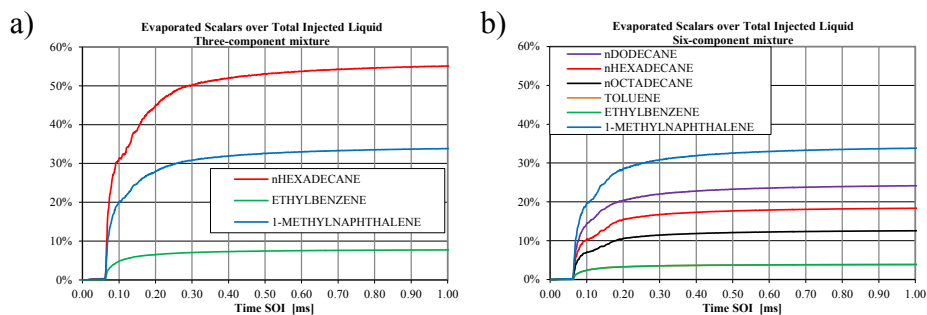 a)
Evaporated Scalars over Total Injected Liquid
Three-component mixture
60%
50%
40%
30%
20%
10%
0%
nHEXADECANE
ETHYLBENZENE
1-METHYLNAPHTHALENE
0.00 0.10 0.20 0.30 0.40 0.50 0.60 0.70 0.80 0.90 1.00
Time SOI [ms]
b)
Evaporated Scalars over Total Injected Liquid
Six-component mixture
60%
50%
40%
30%
20%
10%
0%
nDODECANE
nHEXADECANE
nOCTADECANE
TOLUENE
ETHYLBENZENE
1-METHYLNAPHTHALENE
0.00 0.10 0.20 0.30 0.40 0.50 0.60 0.70 0.80 0.90 1.00
Time SOI [ms]